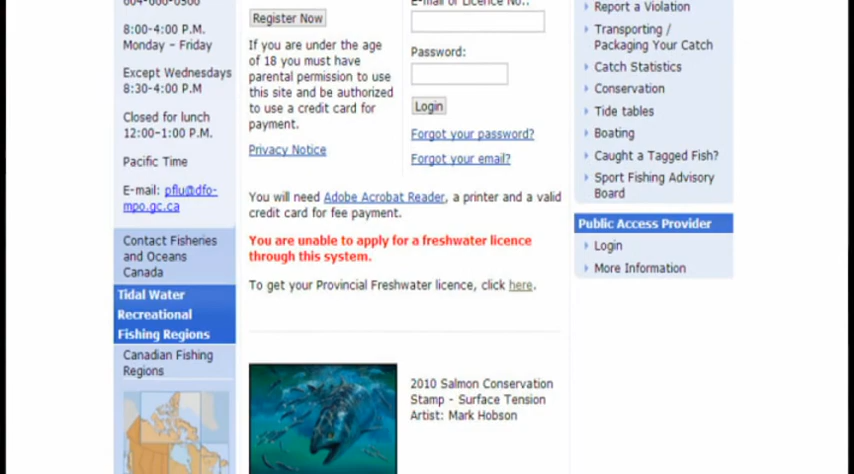 8:00-4:00 P.M.
Monday – Friday
Except Wednesdays
8:30-4:00 P.M
Closed for lunch
12:00–1:00 P.M.
Pacific Time
E-mail: pflu@dfo-
mpo.gc.ca
Contact Fisheries
and Oceans
Canada
Tidal Water
Recreational
Fishing Regions
Canadian Fishing
Regions
Register Now
If you are under the age
of 18 you must have
parental permission to use
this site and be authorized
to use a credit card for
payment.
Privacy Notice
E-mail or Licence No.:
Password:
Login
Forgot your password?
Forgot your email?
You will need Adobe Acrobat Reader, a printer and a valid
credit card for fee payment.
You are unable to apply for a freshwater licence
through this system.
To get your Provincial Freshwater licence, click here.
2010 Salmon Conservation
Stamp - Surface Tension
Artist: Mark Hobson
Report a Violation
Transporting /
Packaging Your Catch
Catch Statistics
Conservation
Tide tables
Boating
Caught a Tagged Fish?
Sport Fishing Advisory
Board
Public Access Provider
Login
More Information